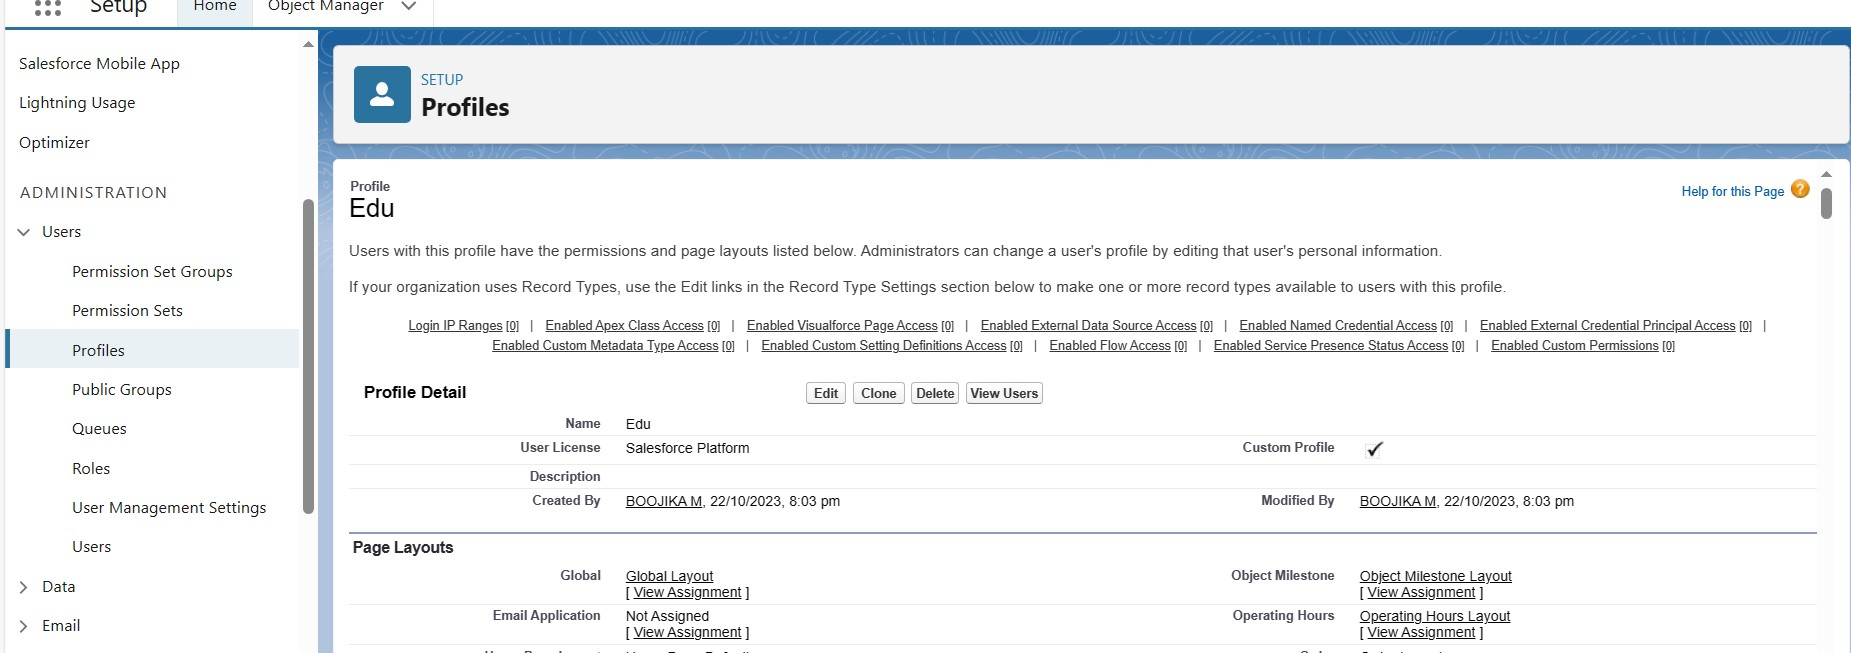 Setup Home Object Manager
Salesforce Mobile App
Lightning Usage
Optimizer
ADMINISTRATION
Users
Permission Set Groups
Permission Sets
Profiles
Public Groups
Queues
Roles
User Management Settings
Users
Data
Email
SETUP
Profiles
Profile
Edu
Help for this Page ?
Users with this profile have the permissions and page layouts listed below. Administrators can change a user's profile by editing that user's personal information.
If your organization uses Record Types, use the Edit links in the Record Type Settings section below to make one or more record types available to users with this profile.
Login IP Ranges [0] | Enabled Apex Class Access [0] | Enabled Visualforce Page Access [0] | Enabled External Data Source Access [0] | Enabled Named Credential Access [0] | Enabled External Credential Principal Access [0] |
Enabled Custom Metadata Type Access [0] | Enabled Custom Setting Definitions Access [0] | Enabled Flow Access [0] | Enabled Service Presence Status Access [0] | Enabled Custom Permissions [0]
Profile Detail Edit Clone Delete View Users
Name Edu
User License Salesforce Platform Custom Profile
Description
Created By BOOJIKA M, 22/10/2023, 8:03 pm Modified By BOOJIKA M, 22/10/2023, 8:03 pm
Page Layouts
Global Global Layout Object Milestone Object Milestone Layout
[ View Assignment ] [ View Assignment ]
Email Application Not Assigned Operating Hours Operating Hours Layout
[ View Assignment ] [ View Assignment ]